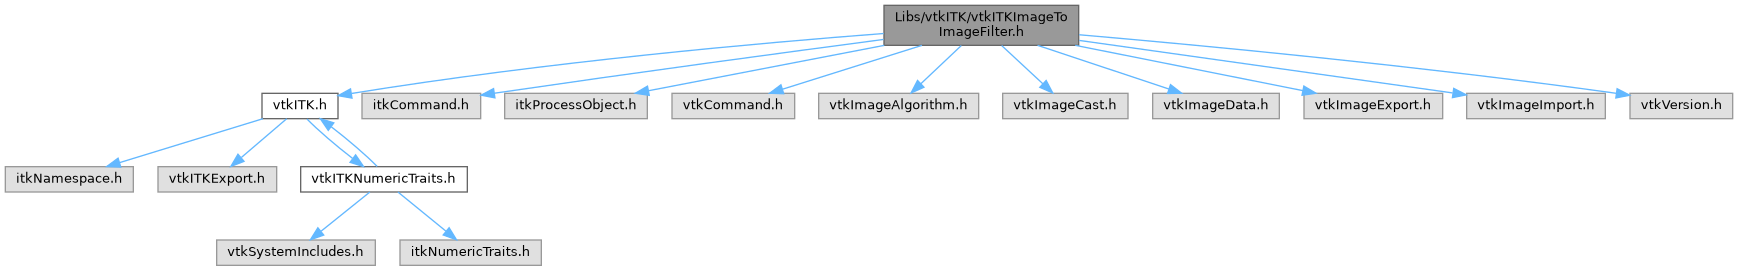 Libs/vtkITK/vtkITKImageTo
ImageFilter.h
vtkITK.h
itkCommand.h
itkProcessObject.h
vtkCommand.h
vtkImageAlgorithm.h
vtkImageCast.h
vtkImageData.h
vtkImageExport.h
vtkImageImport.h
vtkVersion.h
itkNamespace.h
vtkITKExport.h
vtkITKNumericTraits.h
vtkSystemIncludes.h
itkNumericTraits.h